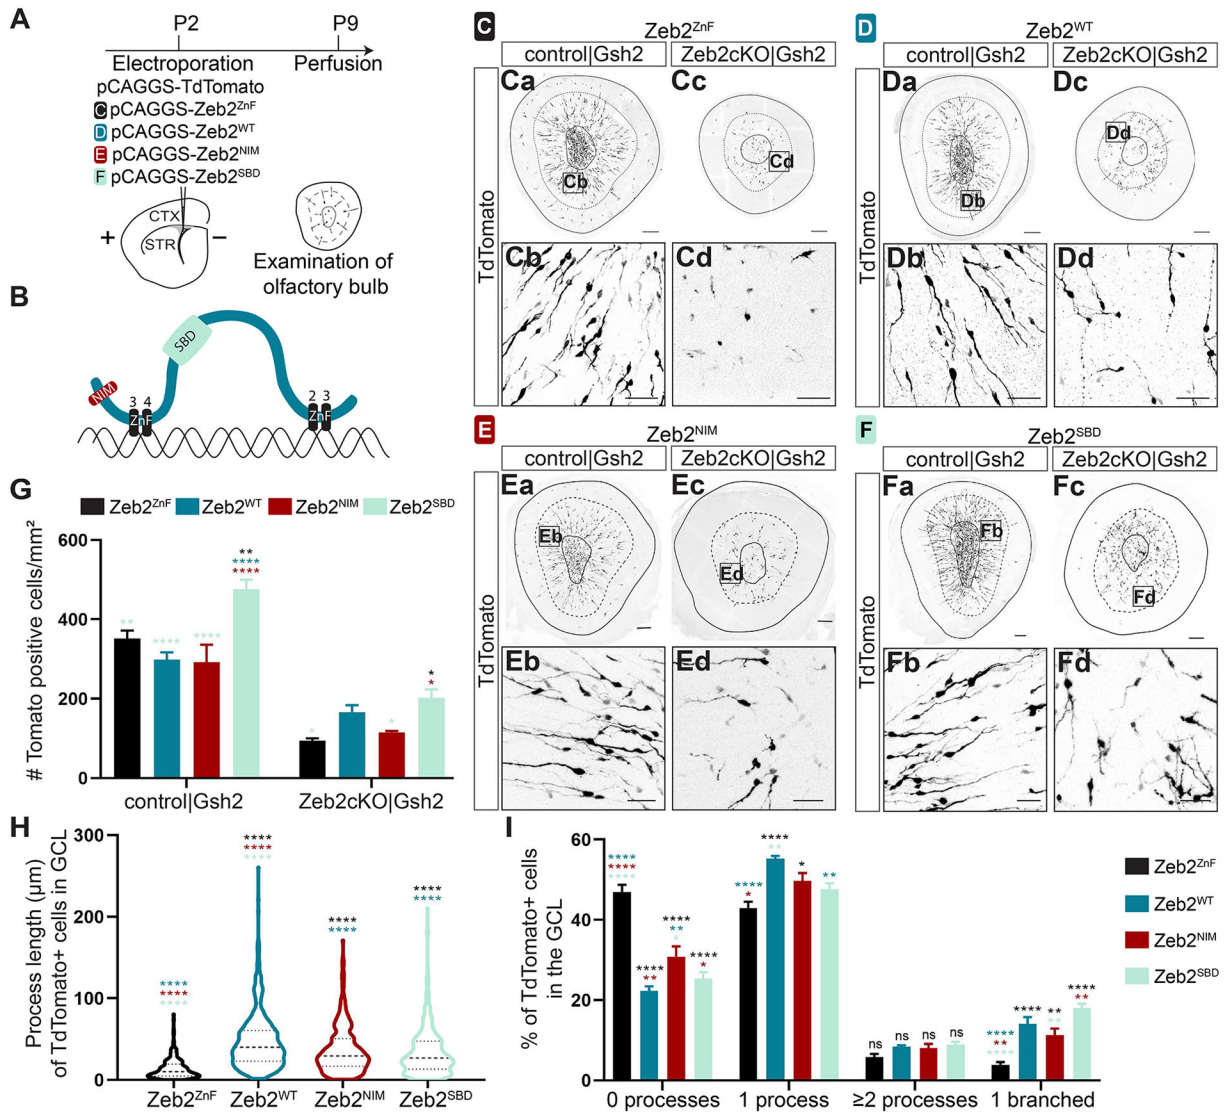 A
P2
P9
Electroporation
Perfusion
pCAGGS-TdTomato
C pCAGGS-Zeb2ZnF
D pCAGGS-Zeb2WT
E pCAGGS-Zeb2NIM
F pCAGGS-Zeb2SBD
CTX
STR
+
−
Examination of
olfactory bulb
B
NIM
SBD
3 4
ZnF
2 3
ZnF
C
Zeb2ZnF
control|Gsh2
Zeb2cKO|Gsh2
TdTomato
Ca
Cb
Cc
Cd
Cb
Cd
D
Zeb2WT
control|Gsh2
Zeb2cKO|Gsh2
TdTomato
Da
Db
Dc
Dd
Db
Dd
E
Zeb2NIM
control|Gsh2
Zeb2cKO|Gsh2
TdTomato
Ea
Eb
Ec
Ed
Eb
Ed
F
Zeb2SBD
control|Gsh2
Zeb2cKO|Gsh2
TdTomato
Fa
Fb
Fc
Fd
Fb
Fd
G
Zeb2ZnF Zeb2WT Zeb2NIM Zeb2SBD
# Tomato positive cells/mm²
600
400
200
0
**
****
****
**
****
****
*
*
*
*
control|Gsh2
Zeb2cKO|Gsh2
H
Process length (µm)
of TdTomato+ cells in GCL
300
200
100
0
****
****
****
****
****
****
****
****
****
****
Zeb2ZnF
Zeb2WT
Zeb2NIM
Zeb2SBD
I
% of TdTomato+ cells
in the GCL
60
40
20
0
****
****
****
****
**
****
**
*
****
*
****
*
****
**
*
**
ns
ns
ns
ns
****
**
****
****
**
**
****
**
0 processes
1 process
≥2 processes
1 branched
Zeb2ZnF
Zeb2WT
Zeb2NIM
Zeb2SBD